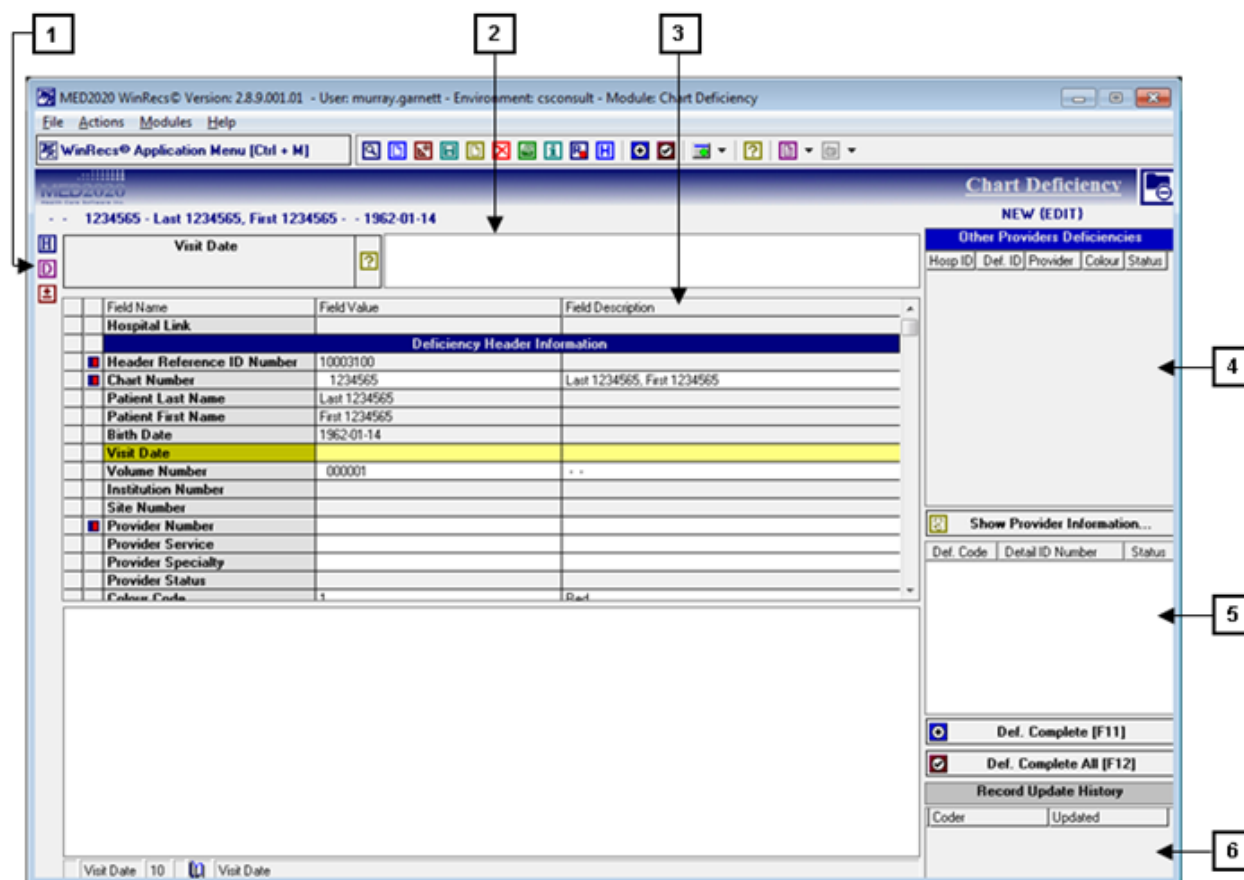 1
2
3
MED2020 WinRecs© Version: 2.8.9.001.01 - User: murray.garnett - Environment: csconsult - Module: Chart Deficiency
File Actions Modules Help
WinRecs© Application Menu [Ctrl + M]
MED2020
Chart Deficiency
- - 1234565 - Last 1234565, First 1234565 - - 1962-01-14
NEW (EDIT)
Visit Date
Other Providers Deficiencies
Hosp ID Def. ID Provider Colour Status
Field Name Field Value Field Description
Hospital Link
Deficiency Header Information
Header Reference ID Number 10003100
Chart Number 1234565 Last 1234565, First 1234565
Patient Last Name Last 1234565
Patient First Name First 1234565
Birth Date 1962-01-14
Visit Date
Volume Number 000001 - -
Institution Number
Site Number
Provider Number
Provider Service
Provider Specialty
Provider Status
Colour Code 1 Red
4
Show Provider Information...
Def. Code Detail ID Number Status
5
Def. Complete [F11]
Def. Complete All [F12]
Record Update History
Coder Updated
6
Visit Date 10 Visit Date